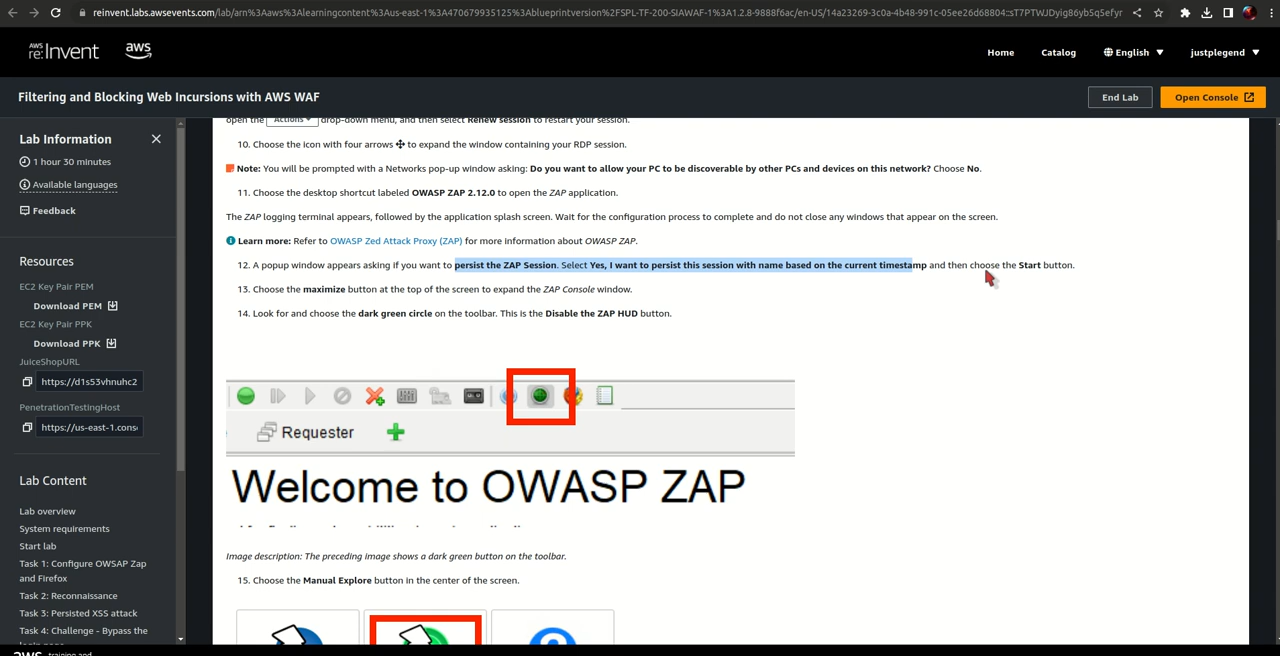 reinvent.labs.awsevents.com/lab/arn%3Aaws%3Alearningcontent%3Aus-east-1%3A470679935125%3Ablueprintversion%2FSPL-TF-200-SIAWAF-1%3A1.2.8-9888f6ac/en-US/14a23269-3c0a-4b48-991c-05ee26d68804::sT7PTWJDyig86yb5qSefyr
AWS re:Invent aws
Home Catalog English justplegend
Filtering and Blocking Web Incursions with AWS WAF
End Lab Open Console
Lab Information
1 hour 30 minutes
Available languages
Feedback
Resources
EC2 Key Pair PEM
Download PEM
EC2 Key Pair PPK
Download PPK
JuiceShopURL
https://d1s53vhnuhc2
PenetrationTestingHost
https://us-east-1.cons
Lab Content
Lab overview
System requirements
Start lab
Task 1: Configure OWSAP Zap
and Firefox
Task 2: Reconnaissance
Task 3: Persisted XSS attack
Task 4: Challenge - Bypass the
aws training and
open the Actions drop-down menu, and then select Renew session to restart your session.
10. Choose the icon with four arrows to expand the window containing your RDP session.
Note: You will be prompted with a Networks pop-up window asking: Do you want to allow your PC to be discoverable by other PCs and devices on this network? Choose No.
11. Choose the desktop shortcut labeled OWASP ZAP 2.12.0 to open the ZAP application.
The ZAP logging terminal appears, followed by the application splash screen. Wait for the configuration process to complete and do not close any windows that appear on the screen.
Learn more: Refer to OWASP Zed Attack Proxy (ZAP) for more information about OWASP ZAP.
12. A popup window appears asking if you want to persist the ZAP Session. Select Yes, I want to persist this session with name based on the current timestamp and then choose the Start button.
13. Choose the maximize button at the top of the screen to expand the ZAP Console window.
14. Look for and choose the dark green circle on the toolbar. This is the Disable the ZAP HUD button.
Requester
Welcome to OWASP ZAP
Image description: The preceding image shows a dark green button on the toolbar.
15. Choose the Manual Explore button in the center of the screen.